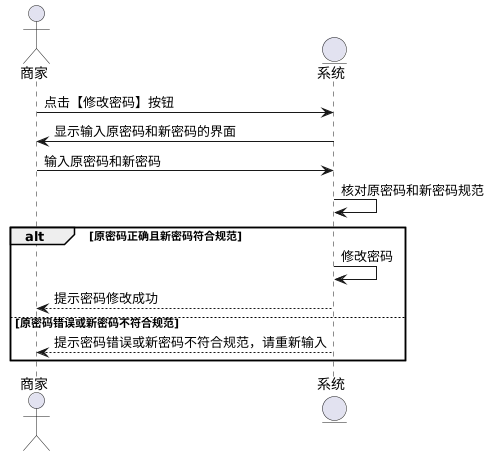 商家
系统
点击【修改密码】按钮
显示输入原密码和新密码的界面
输入原密码和新密码
核对原密码和新密码规范
alt
[原密码正确且新密码符合规范]
修改密码
提示密码修改成功
[原密码错误或新密码不符合规范]
提示密码错误或新密码不符合规范，请重新输入
商家
系统